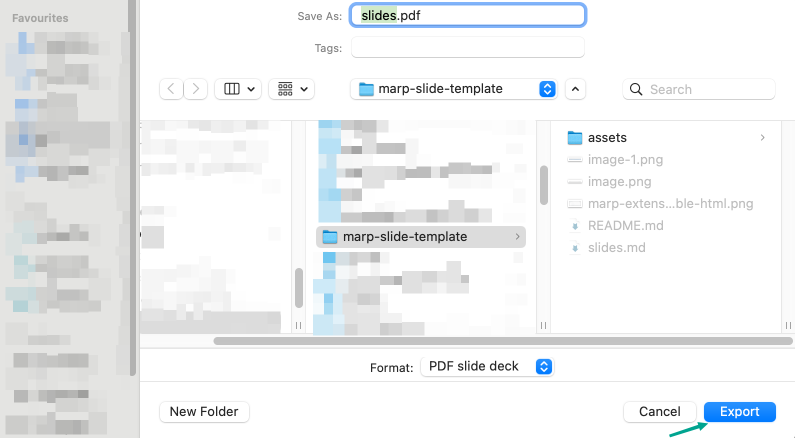 Favourites
Save As: slides.pdf
Tags:
marp-slide-template
Search
assets
image-1.png
image.png
marp-extens...ble-html.png
README.md
slides.md
marp-slide-template
Format: PDF slide deck
New Folder
Cancel
Export